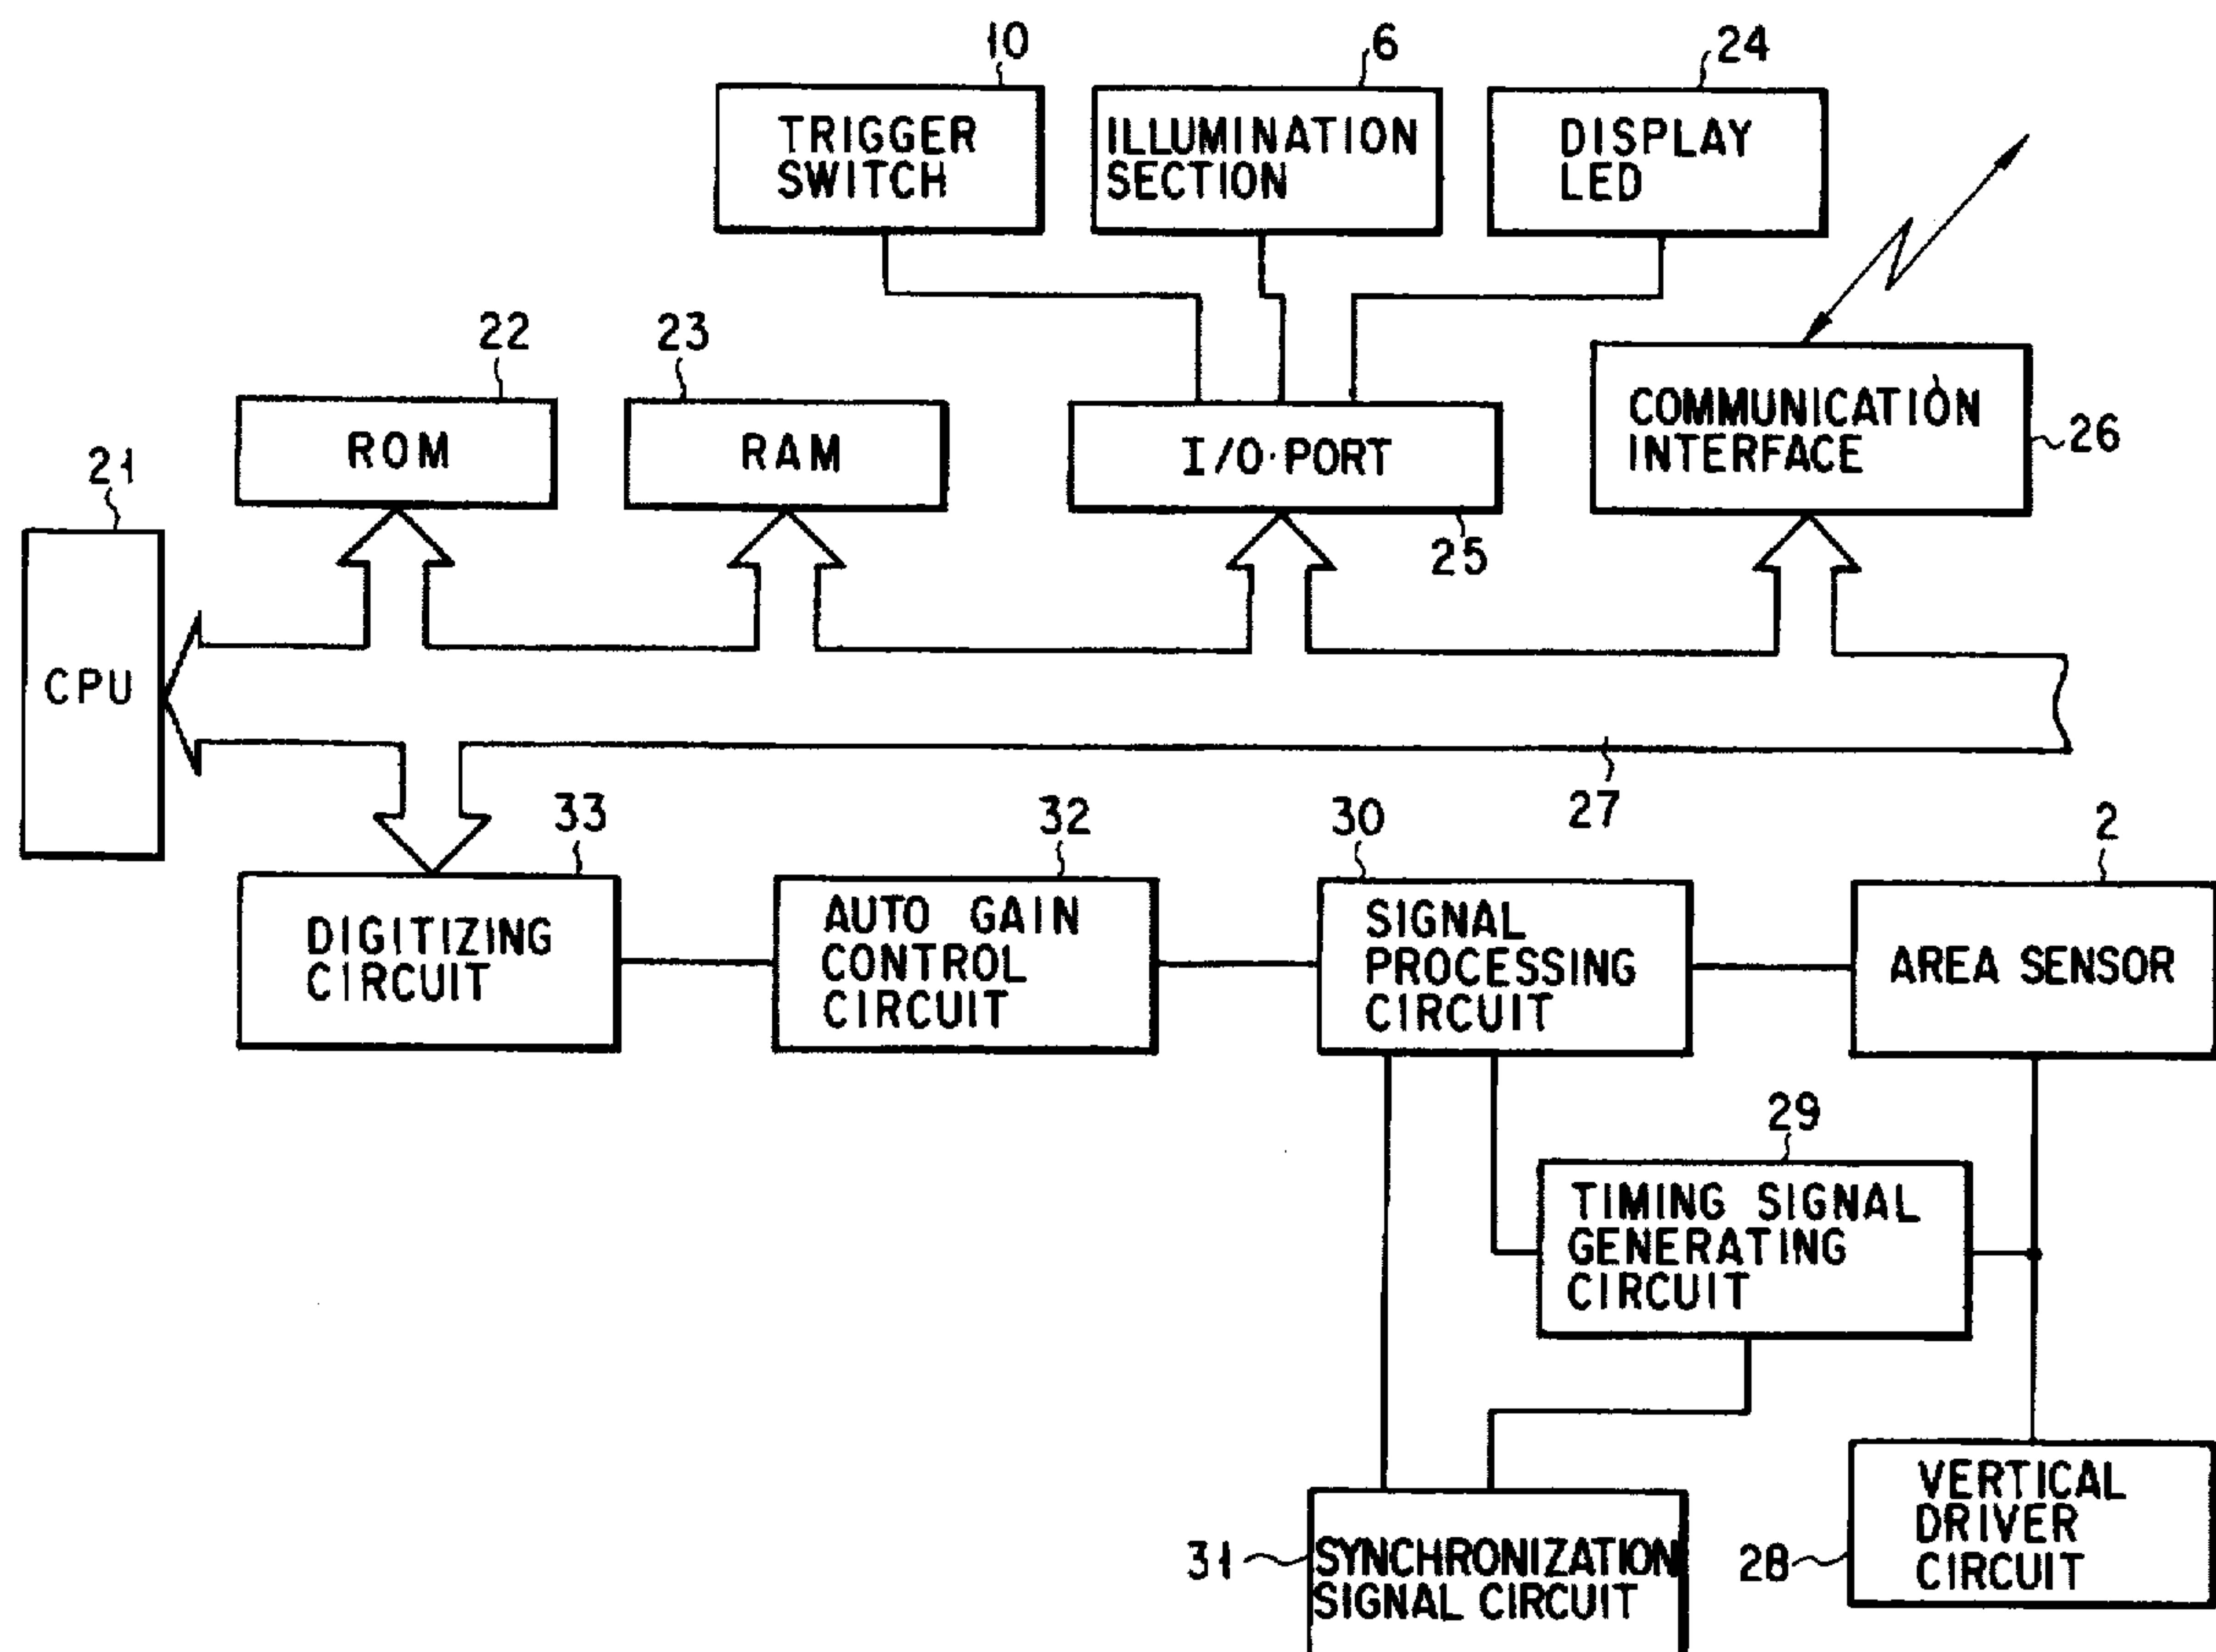 10
6
24
TRIGGER
SWITCH
ILLUMINATION
SECTION
DISPLAY
LED
22
23
21
ROM
RAM
I/O·PORT
COMMUNICATION
INTERFACE
26
25
CPU
27
33
32
30
2
DIGITIZING
CIRCUIT
AUTO GAIN
CONTROL
CIRCUIT
SIGNAL
PROCESSING
CIRCUIT
AREA SENSOR
29
TIMING SIGNAL
GENERATING
CIRCUIT
31
SYNCHRONIZATION
SIGNAL CIRCUIT
28
VERTICAL
DRIVER
CIRCUIT